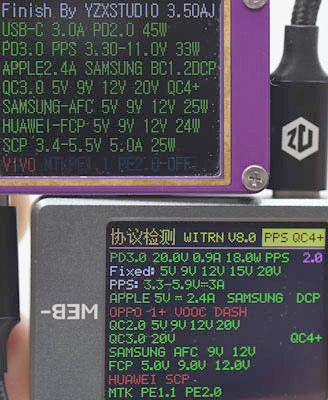 Finish By YZXSTUDIO 3.50AJ
USB-C 3.0A PD2.0 45W
PD3.0 PPS 3.30-11.0V 33W
APPLE2.4A SAMSUNG BC1.2DCP
QC3.0 5V 9V 12V 20V QC4+
SAMSUNG-AFC 5V 9V 12V 25W
HUAWEI-FCP 5V 9V 12V 24W
SCP 3.4-5.5V 5.0A 25W
VIVO MTKPE1.1 PE2.0-OFF-
协议检测 WITRN V8.0 PPS QC4+
PD3.0 20.0V 0.9A 18.0W PPS 2.0
Fixed: 5V 9V 12V 15V 20V
PPS: 3.3-5.9V=3A
APPLE 5V = 2.4A SAMSUNG DCP
OPPO 1+ VOOC DASH
QC2.0 5V 9V 12V 20V
QC3.0 20V QC4+
SAMSUNG AFC 9V 12V
FCP 5.0V 9.0V 12.0V
HUAWEI SCP
MTK PE1.1 PE2.0
MEB-